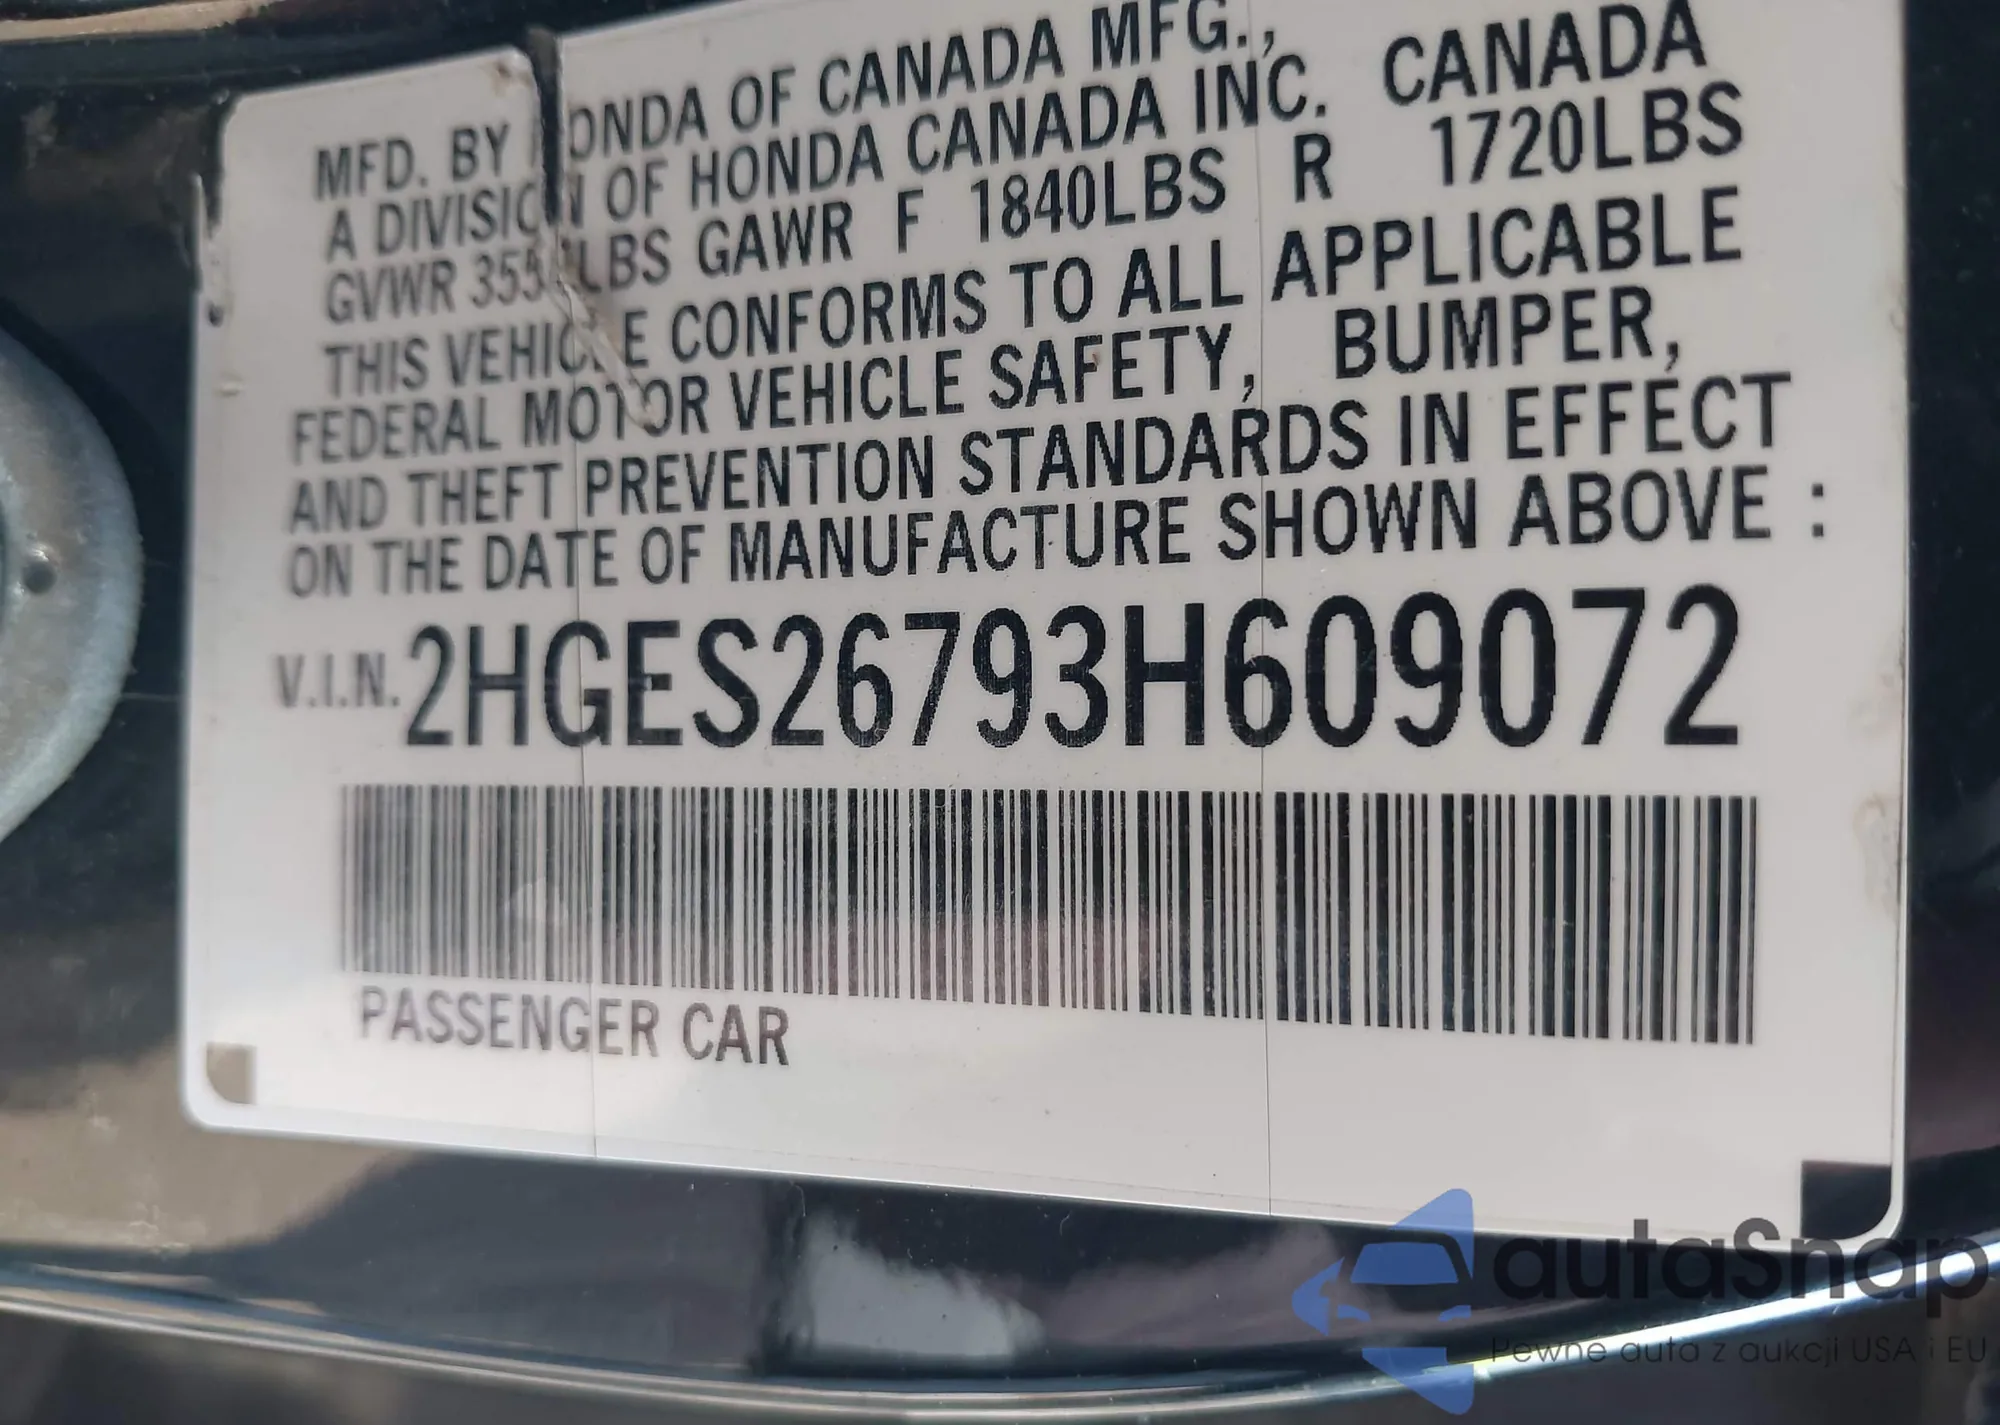 MFD. BY HONDA OF CANADA MFG.,
A DIVISION OF HONDA CANADA INC. CANADA
GVWR LBS GAWR F 1840LBS R 1720LBS
THIS VEHICLE CONFORMS TO ALL APPLICABLE
FEDERAL MOTOR VEHICLE SAFETY, BUMPER,
AND THEFT PREVENTION STANDARDS IN EFFECT
ON THE DATE OF MANUFACTURE SHOWN ABOVE :
V.I.N. 2HGES26793H609072
PASSENGER CAR
autaSnap
Pewne auta z aukcji USA i EU